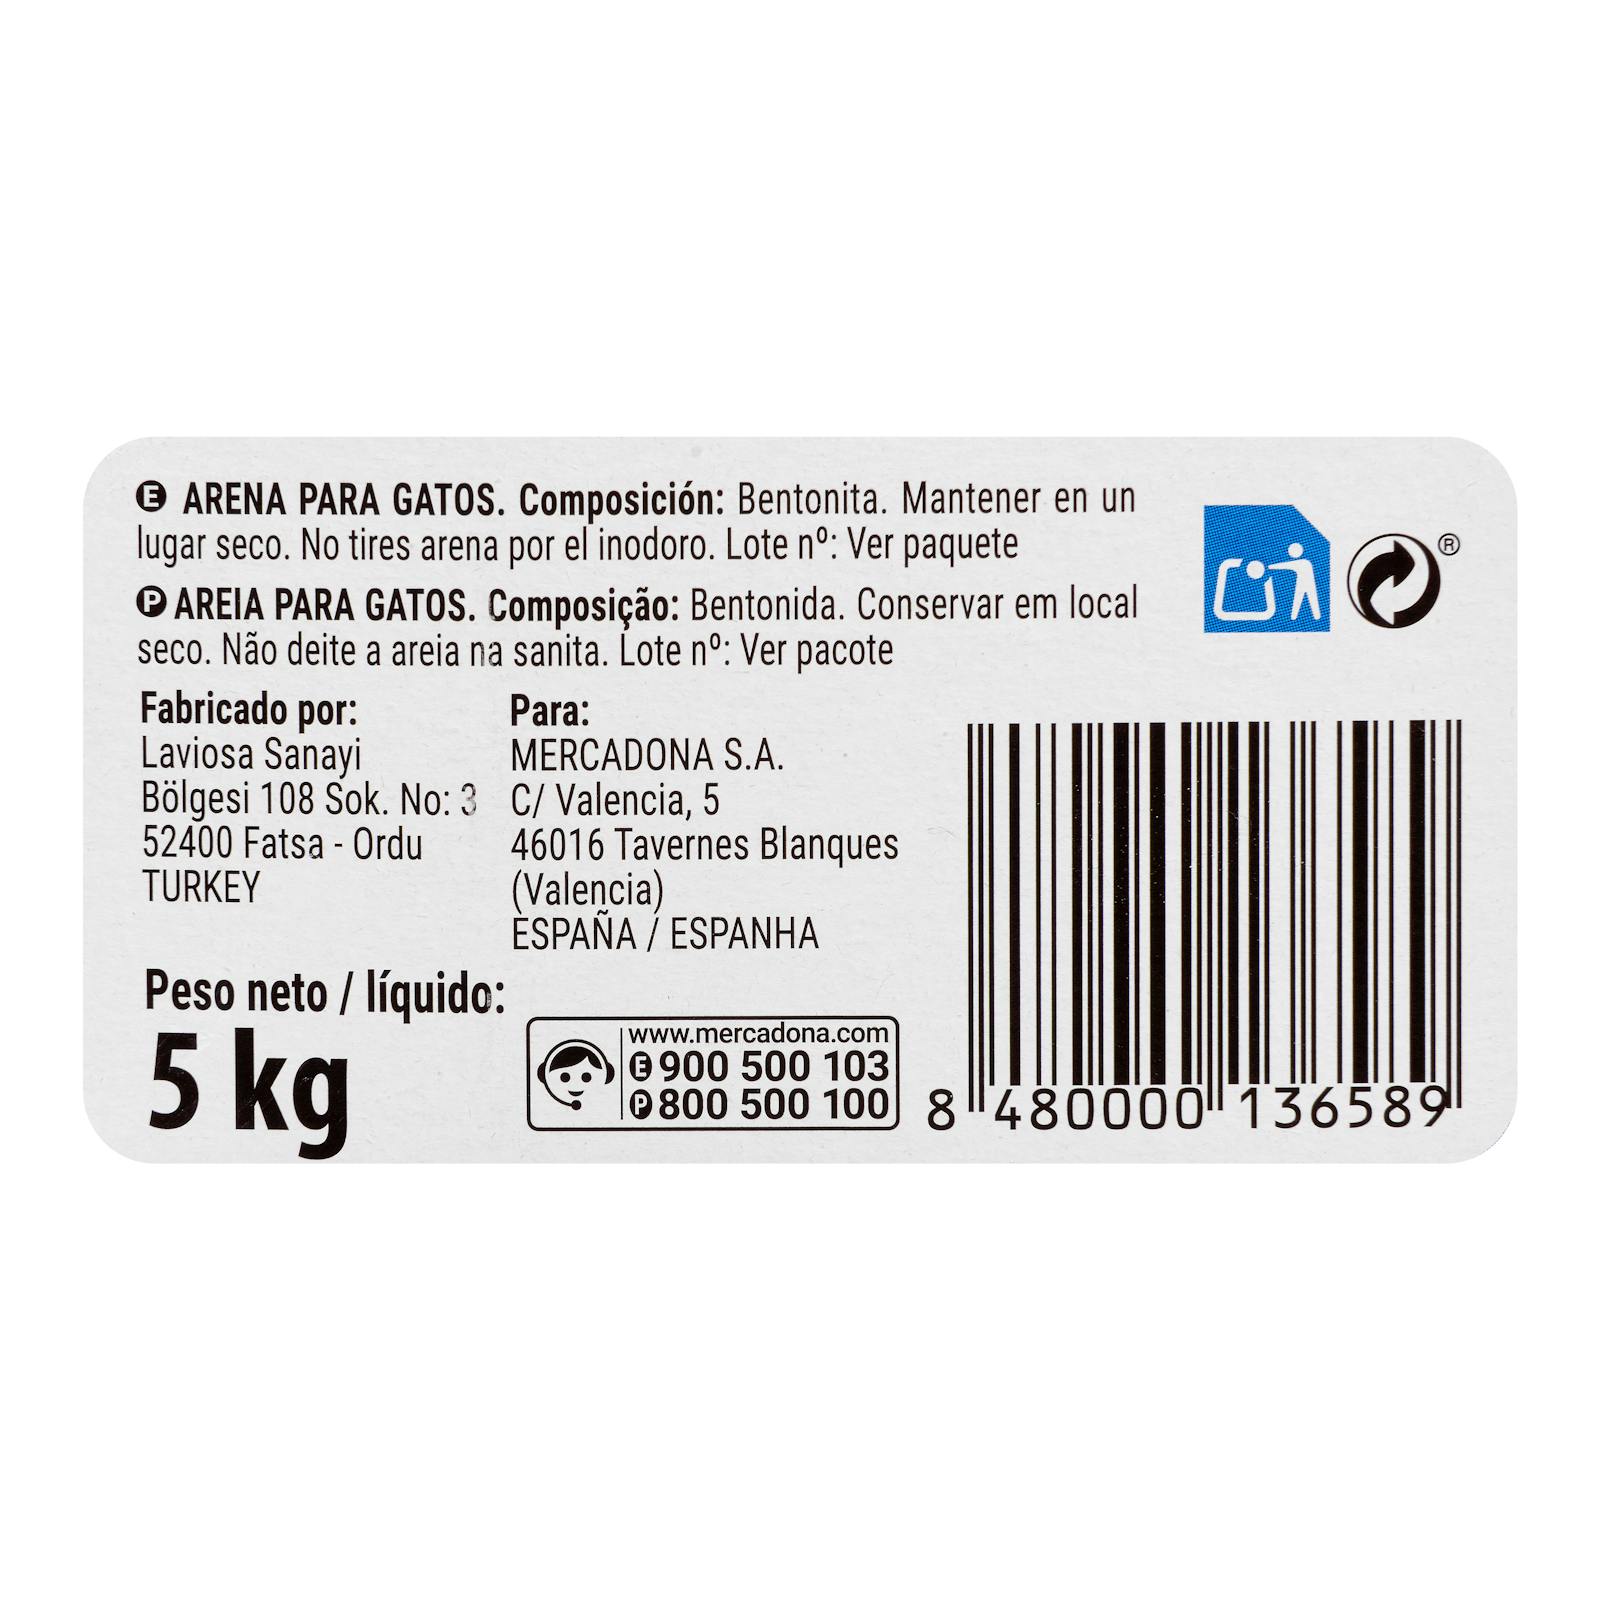 E ARENA PARA GATOS. Composición: Bentonita. Mantener en un
lugar seco. No tires arena por el inodoro. Lote nº: Ver paquete
P AREIA PARA GATOS. Composição: Bentonida. Conservar em local
seco. Não deite a areia na sanita. Lote nº: Ver pacote
Fabricado por:
Laviosa Sanayi
Bölgesi 108 Sok. No: 3
52400 Fatsa - Ordu
TURKEY
Para:
MERCADONA S.A.
C/ Valencia, 5
46016 Tavernes Blanques
(Valencia)
ESPAÑA / ESPANHA
Peso neto / líquido:
5 kg
www.mercadona.com
E 900 500 103
P 800 500 100
®
8 480000 136589